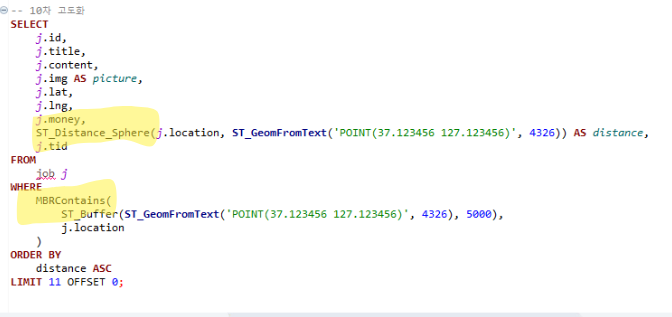 -- 10차 고도화
SELECT
j.id,
j.title,
j.content,
j.img AS picture,
j.lat,
j.lng,
j.money,
ST_Distance_Sphere(j.location, ST_GeomFromText('POINT(37.123456 127.123456)', 4326)) AS distance,
j.tid
FROM
job j
WHERE
MBRContains(
ST_Buffer(ST_GeomFromText('POINT(37.123456 127.123456)', 4326), 5000),
j.location
)
ORDER BY
distance ASC
LIMIT 11 OFFSET 0;